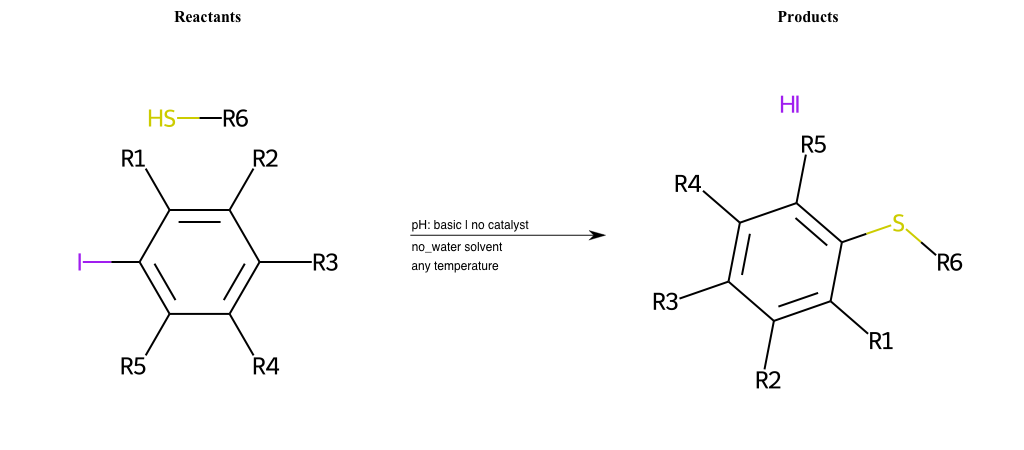 Reactants
Products
HS R6
R1 R2
I R3
R5 R4
pH: basic | no catalyst
no_water solvent
any temperature
HI
R5
R4
S
R6
R3
R1
R2